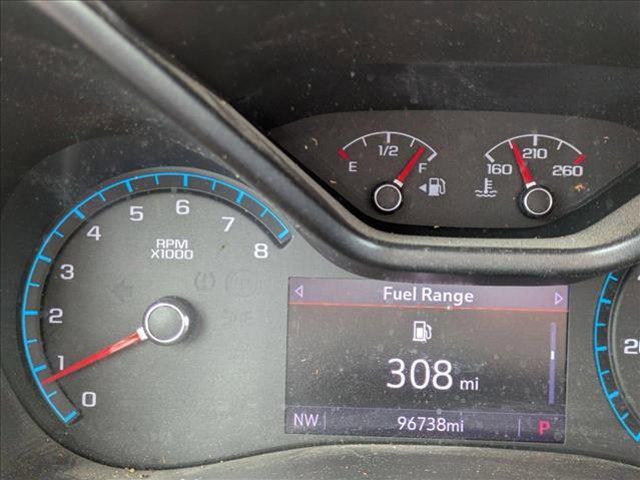 1/2
E F
160 210 260
0 1 2 3 4 5 6 7 8
RPM
X1000
Fuel Range
308 mi
NW 96738mi P